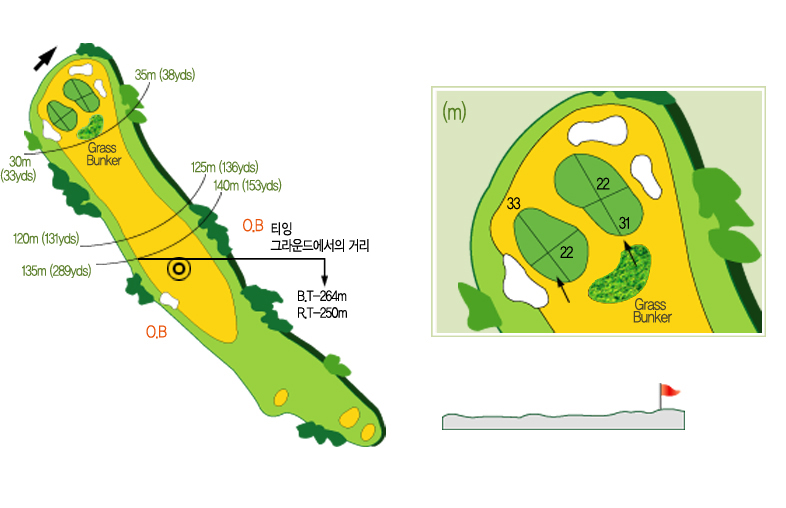 35m (38yds)
Grass
Bunker
30m
(33yds)
125m (136yds)
140m (153yds)
O.B
티잉
그라운드에서의 거리
120m (131yds)
135m (289yds)
B.T-264m
R.T-250m
O.B
(m)
22
33
31
22
Grass
Bunker